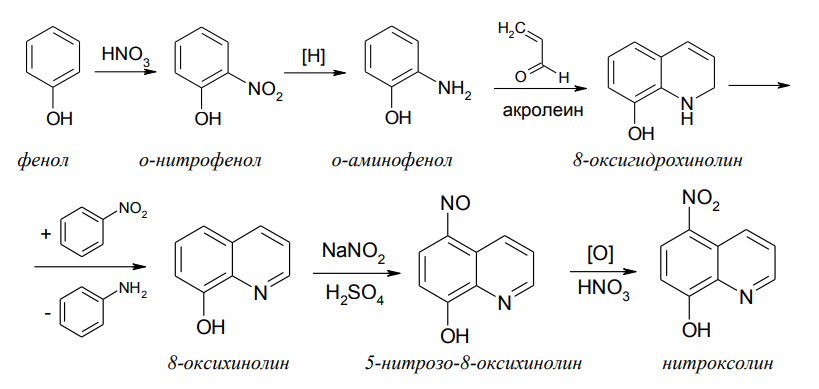 HNO3
[H]
H2C
O
H
NO2
NH2
N
H
OH
OH
OH
OH
акролеин
фенол
о-нитрофенол
о-аминофенол
8-оксигидрохинолин
+
NO2
-
NH2
N
OH
NaNO2
H2SO4
NO
N
OH
[O]
HNO3
NO2
N
OH
8-оксихинолин
5-нитрозо-8-оксихинолин
нитроксолин